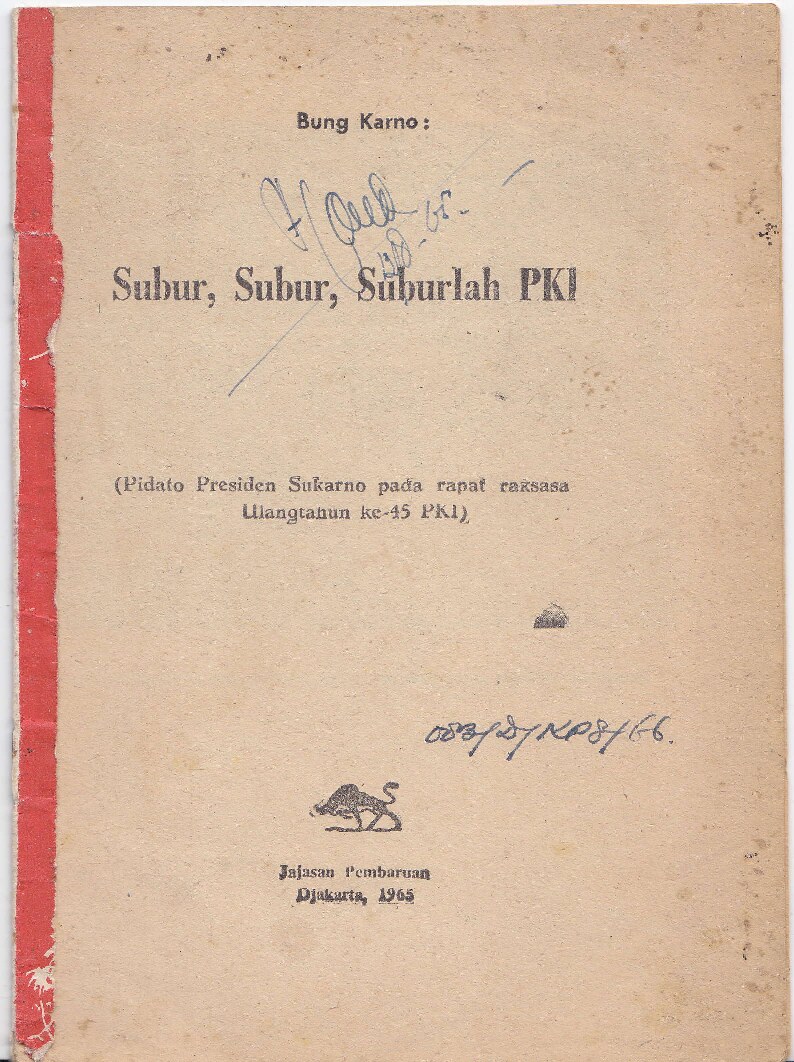 Bung Karno:
Subur, Subur, Suburlah PKI
(Pidato Presiden Sukarno pada rapat raksasa
Ulangtahun ke-45 PKI)
Jajasan Pembaruan
Djakarta, 1965